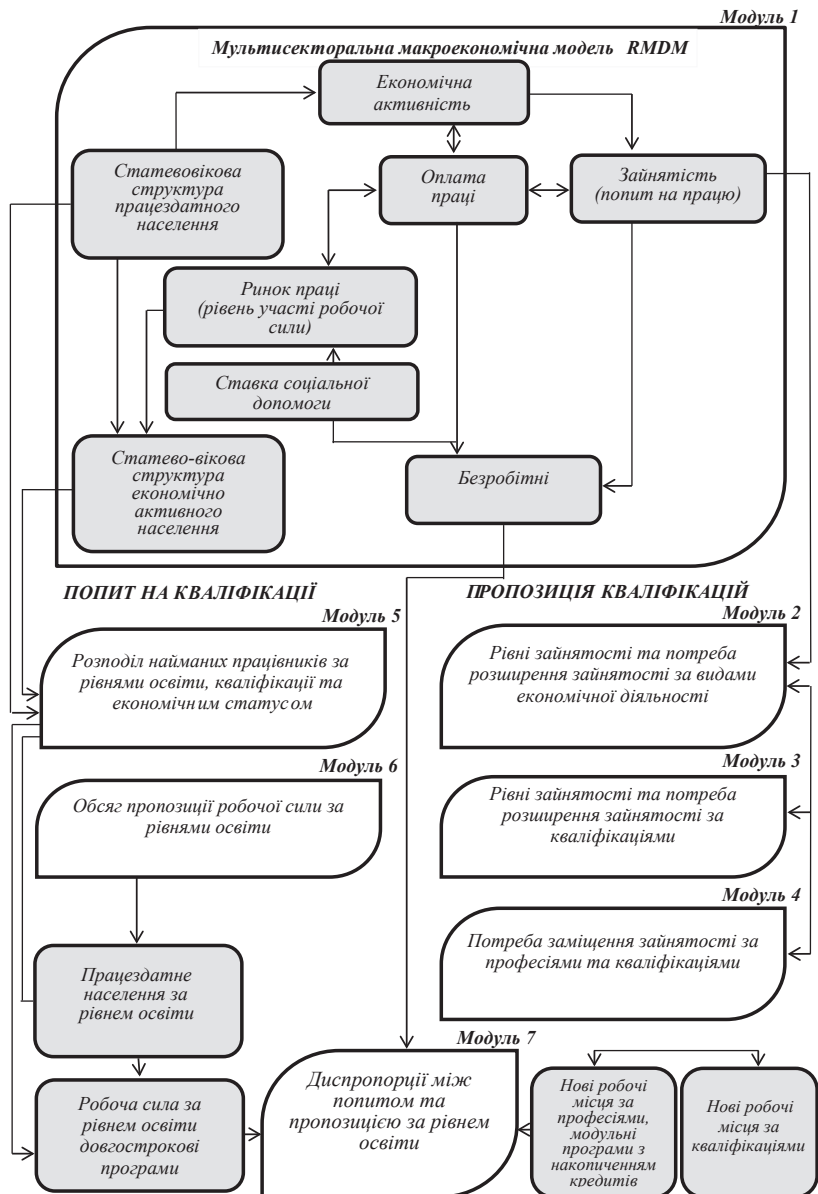 Модуль 1
Мультисекторальна макроекономічна модель RMDM
Економічна
активність
Статевовікова
структура
працездатного
населення
Оплата
праці
Зайнятість
(попит на працю)
Ринок праці
(рівень участі робочої
сили)
Ставка соціальної
допомоги
Статево-вікова
структура
економічно
активного
населення
Безробітні
ПОПИТ НА КВАЛІФІКАЦІЇ
ПРОПОЗИЦІЯ КВАЛІФІКАЦІЙ
Модуль 5
Розподіл найманих працівників за
рівнями освіти, кваліфікації та
економічним статусом
Модуль 2
Рівні зайнятості та потреба
розширення зайнятості за видами
економічної діяльності
Модуль 6
Обсяг пропозиції робочої сили за
рівнями освіти
Модуль 3
Рівні зайнятості та потреба
розширення зайнятості за
кваліфікаціями
Модуль 4
Потреба заміщення зайнятості за
професіями та кваліфікаціями
Працездатне
населення за
рівнем освіти
Модуль 7
Диспропорції між
попитом та
пропозицією за рівнем
освіти
Робоча сила за
рівнем освіти
довгострокові
програми
Нові робочі
місця за
професіями,
модульні
програми з
накопиченням
кредитів
Нові робочі
місця за
кваліфікаціями